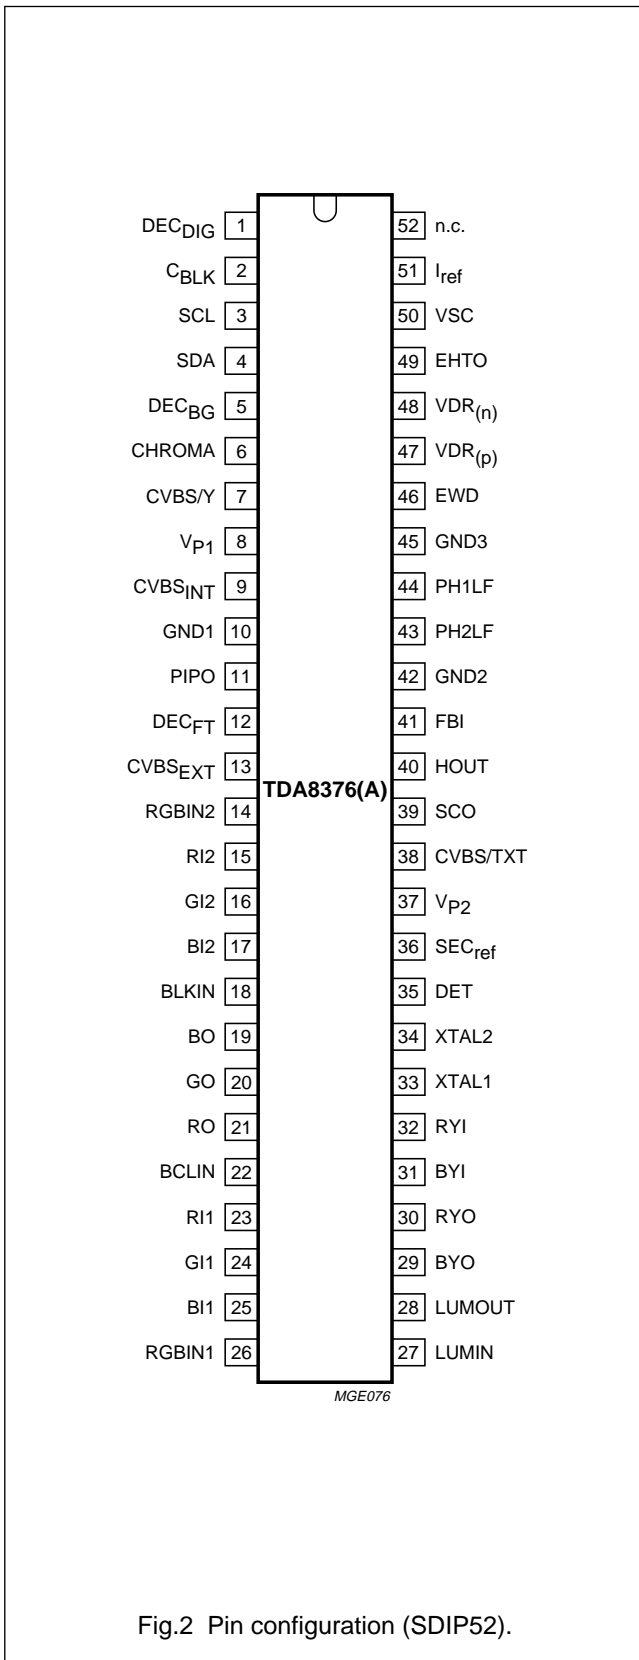 DEC_DIG 1 52 n.c.
C_BLK 2 51 I_ref
SCL 3 50 VSC
SDA 4 49 EHTO
DEC_BG 5 48 VDR_(n)
CHROMA 6 47 VDR_(p)
CVBS/Y 7 46 EWD
V_P1 8 45 GND3
CVBS_INT 9 44 PH1LF
GND1 10 43 PH2LF
PIPO 11 42 GND2
DEC_FT 12 41 FBI
CVBS_EXT 13 40 HOUT
TDA8376(A)
RGBIN2 14 39 SCO
RI2 15 38 CVBS/TXT
GI2 16 37 V_P2
BI2 17 36 SEC_ref
BLKIN 18 35 DET
BO 19 34 XTAL2
GO 20 33 XTAL1
RO 21 32 RYI
BCLIN 22 31 BYI
RI1 23 30 RYO
GI1 24 29 BYO
BI1 25 28 LUMOUT
RGBIN1 26 27 LUMIN
MGE076
Fig.2 Pin configuration (SDIP52).